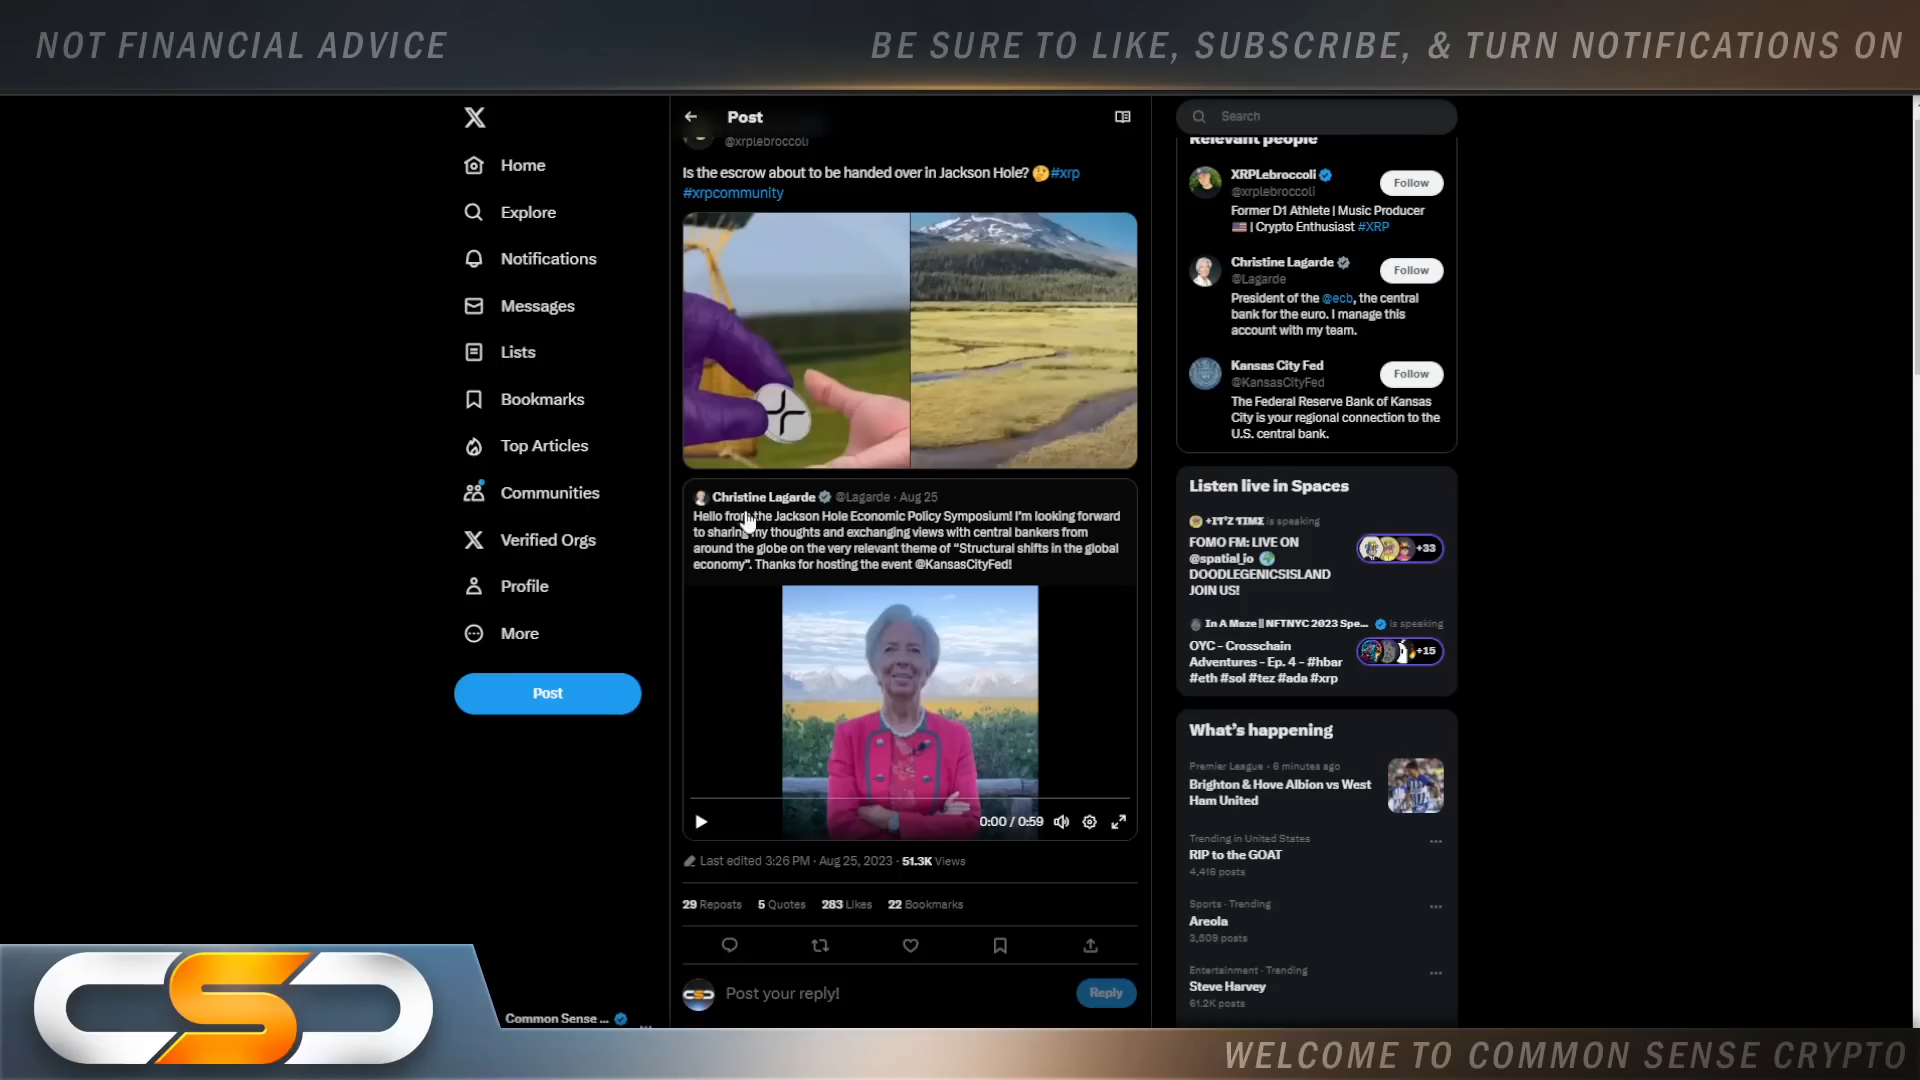 NOT FINANCIAL ADVICE
BE SURE TO LIKE, SUBSCRIBE, & TURN NOTIFICATIONS ON
Home
Explore
Notifications
Messages
Lists
Bookmarks
Top Articles
Communities
Verified Orgs
Profile
More
Post
Common Sense ...
Post
@xrplebroccoli
Is the escrow about to be handed over in Jackson Hole? 🤔#xrp
#xrpcommunity
Christine Lagarde @Lagarde · Aug 25
Hello from the Jackson Hole Economic Policy Symposium! I'm looking forward
to sharing my thoughts and exchanging views with central bankers from
around the globe on the very relevant theme of "Structural shifts in the global
economy". Thanks for hosting the event @KansasCityFed!
0:00 / 0:59
Last edited 3:26 PM · Aug 25, 2023 · 51.3K Views
29 Reposts 5 Quotes 283 Likes 22 Bookmarks
Post your reply!
Reply
Search
Relevant people
XRPLebroccoli
@xrplebroccoli
Follow
Former D1 Athlete | Music Producer
🇺🇸 | Crypto Enthusiast #XRP
Christine Lagarde
@Lagarde
Follow
President of the @ecb, the central
bank for the euro. I manage this
account with my team.
Kansas City Fed
@KansasCityFed
Follow
The Federal Reserve Bank of Kansas
City is your regional connection to the
U.S. central bank.
Listen live in Spaces
+IT'Z TIME is speaking
FOMO FM: LIVE ON
@spatial_io 🌍
DOODLEGENICSISLAND
JOIN US!
+33
In A Maze || NFTNYC 2023 Spe... is speaking
OYC - Crosschain
Adventures - Ep. 4 - #hbar
#eth #sol #tez #ada #xrp
+15
What's happening
Premier League · 6 minutes ago
Brighton & Hove Albion vs West
Ham United
Trending in United States
RIP to the GOAT
4,416 posts
Sports · Trending
Areola
3,509 posts
Entertainment · Trending
Steve Harvey
61.2K posts
CSC
WELCOME TO COMMON SENSE CRYPTO